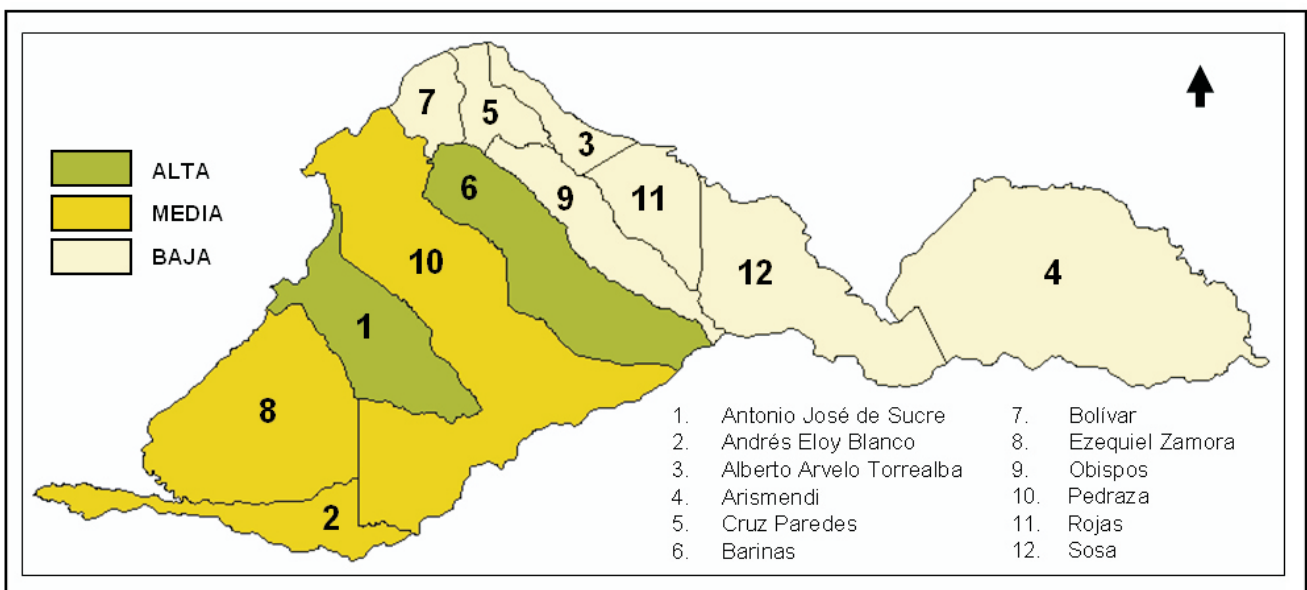 7
5
3
ALTA
6
MEDIA
9
11
BAJA
10
12
4
1
8
2
1. Antonio José de Sucre
2. Andrés Eloy Blanco
3. Alberto Arvelo Torrealba
4. Arismendi
5. Cruz Paredes
6. Barinas
7. Bolívar
8. Ezequiel Zamora
9. Obispos
10. Pedraza
11. Rojas
12. Sosa